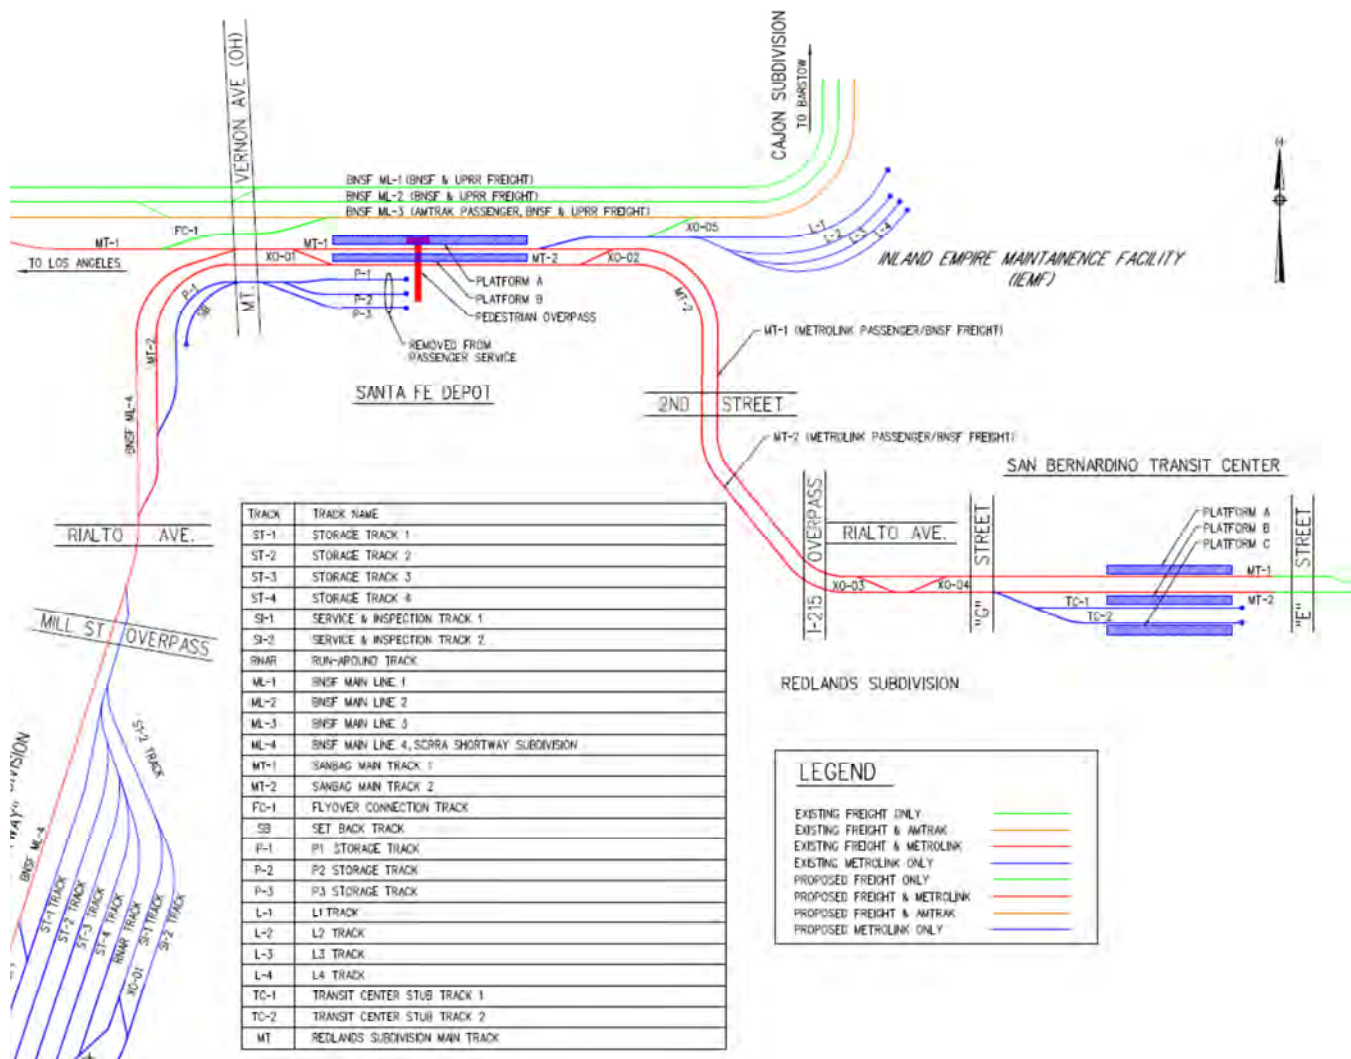 VERNON AVE (OH)
MT.
CAJON SUBDIVISION
TO BARSTOW
N
BNSF ML-1 (BNSF & UPRR FREIGHT)
BNSF ML-2 (BNSF & UPRR FREIGHT)
BNSF ML-3 (AMTRAK PASSENGER, BNSF & UPRR FREIGHT)
FC-1
MT-1
TO LOS ANGELES
XO-01
MT-1
MT-2
XO-02
XO-05
L-1
L-2
L-3
L-4
INLAND EMPIRE MAINTAINENCE FACILITY
(IEMF)
P-1
SB
P-1
P-2
P-3
PLATFORM A
PLATFORM B
PEDESTRIAN OVERPASS
REMOVED FROM
PASSENGER SERVICE
SANTA FE DEPOT
MT-2
MT-2
BNSF ML-4
MT-1 (METROLINK PASSENGER/BNSF FREIGHT)
2ND STREET
MT-2 (METROLINK PASSENGER/BNSF FREIGHT)
SAN BERNARDINO TRANSIT CENTER
I-215 OVERPASS
RIALTO AVE.
"G" STREET
"E" STREET
PLATFORM A
PLATFORM B
PLATFORM C
MT-1
MT-2
XO-03
XO-04
TC-1
TC-2
REDLANDS SUBDIVISION
RIALTO AVE.
MILL ST OVERPASS
ST-2 TRACK
BNSF ML-4
ST-1 TRACK
ST-2 TRACK
ST-3 TRACK
ST-4 TRACK
RNAR TRACK
SI-1 TRACK
SI-2 TRACK
XO-01
TRACK TRACK NAME
ST-1 STORAGE TRACK 1
ST-2 STORAGE TRACK 2
ST-3 STORAGE TRACK 3
ST-4 STORAGE TRACK 4
SI-1 SERVICE & INSPECTION TRACK 1
SI-2 SERVICE & INSPECTION TRACK 2
RNAR RUN-AROUND TRACK
ML-1 BNSF MAIN LINE 1
ML-2 BNSF MAIN LINE 2
ML-3 BNSF MAIN LINE 3
ML-4 BNSF MAIN LINE 4, SCRRA SHORTWAY SUBDIVISION
MT-1 SANBAG MAIN TRACK 1
MT-2 SANBAG MAIN TRACK 2
FC-1 FLYOVER CONNECTION TRACK
SB SET BACK TRACK
P-1 P1 STORAGE TRACK
P-2 P2 STORAGE TRACK
P-3 P3 STORAGE TRACK
L-1 L1 TRACK
L-2 L2 TRACK
L-3 L3 TRACK
L-4 L4 TRACK
TC-1 TRANSIT CENTER STUB TRACK 1
TC-2 TRANSIT CENTER STUB TRACK 2
MT REDLANDS SUBDIVISION MAIN TRACK
LEGEND
EXISTING FREIGHT ONLY
EXISTING FREIGHT & AMTRAK
EXISTING FREIGHT & METROLINK
EXISTING METROLINK ONLY
PROPOSED FREIGHT ONLY
PROPOSED FREIGHT & METROLINK
PROPOSED FREIGHT & AMTRAK
PROPOSED METROLINK ONLY